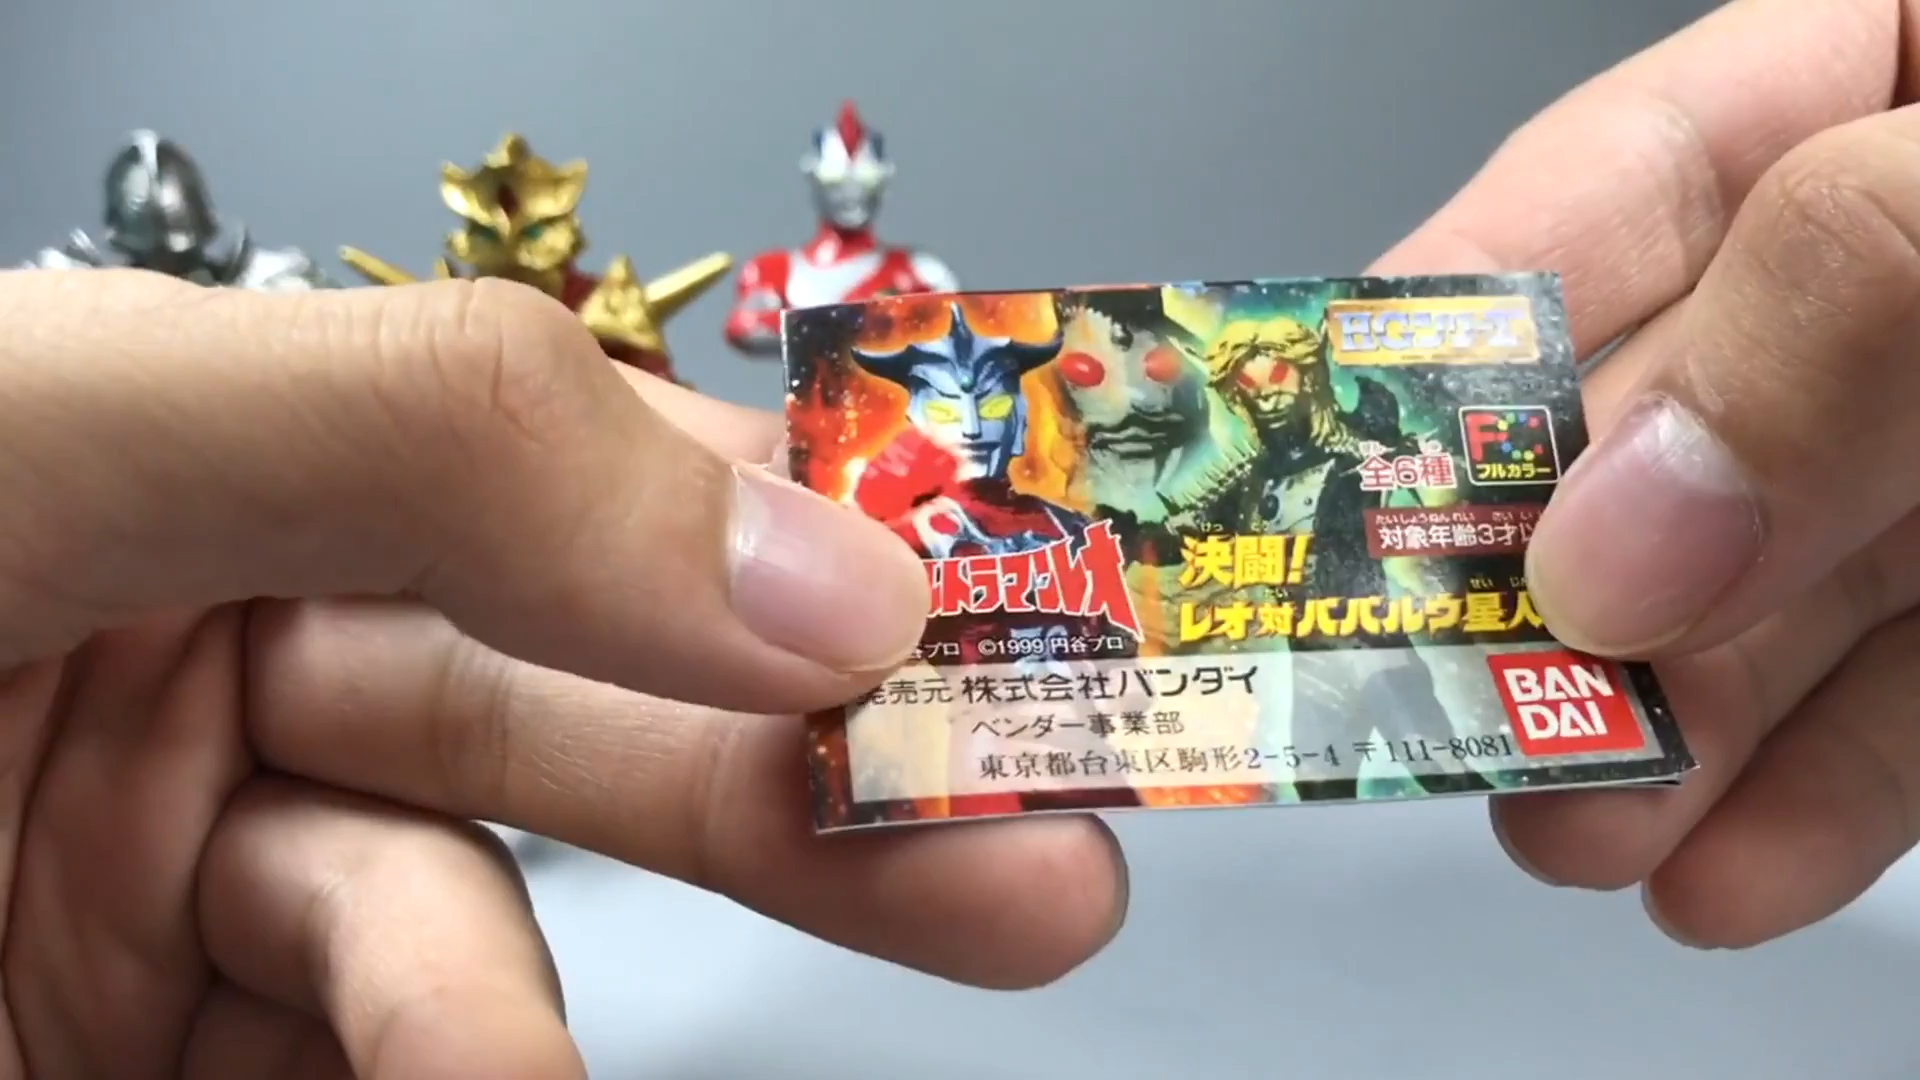 HGシリーズ
全6種
フルカラー
たいしょうねんれい さい い
対象年齢3才以
けっ とう
決闘!
たい せい じん
レオ対ババルウ星人
ルトラマンレオ
谷プロ ©1999 円谷プロ
発売元 株式会社バンダイ
ベンダー事業部
東京都台東区駒形2-5-4 〒111-8081
BAN
DAI